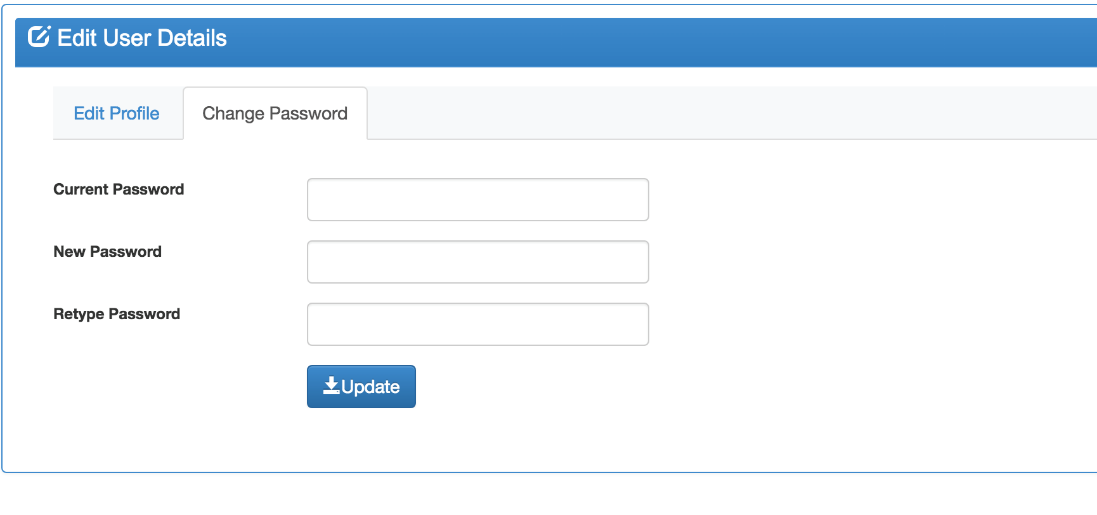 Edit User Details
Edit Profile Change Password
Current Password
New Password
Retype Password
Update